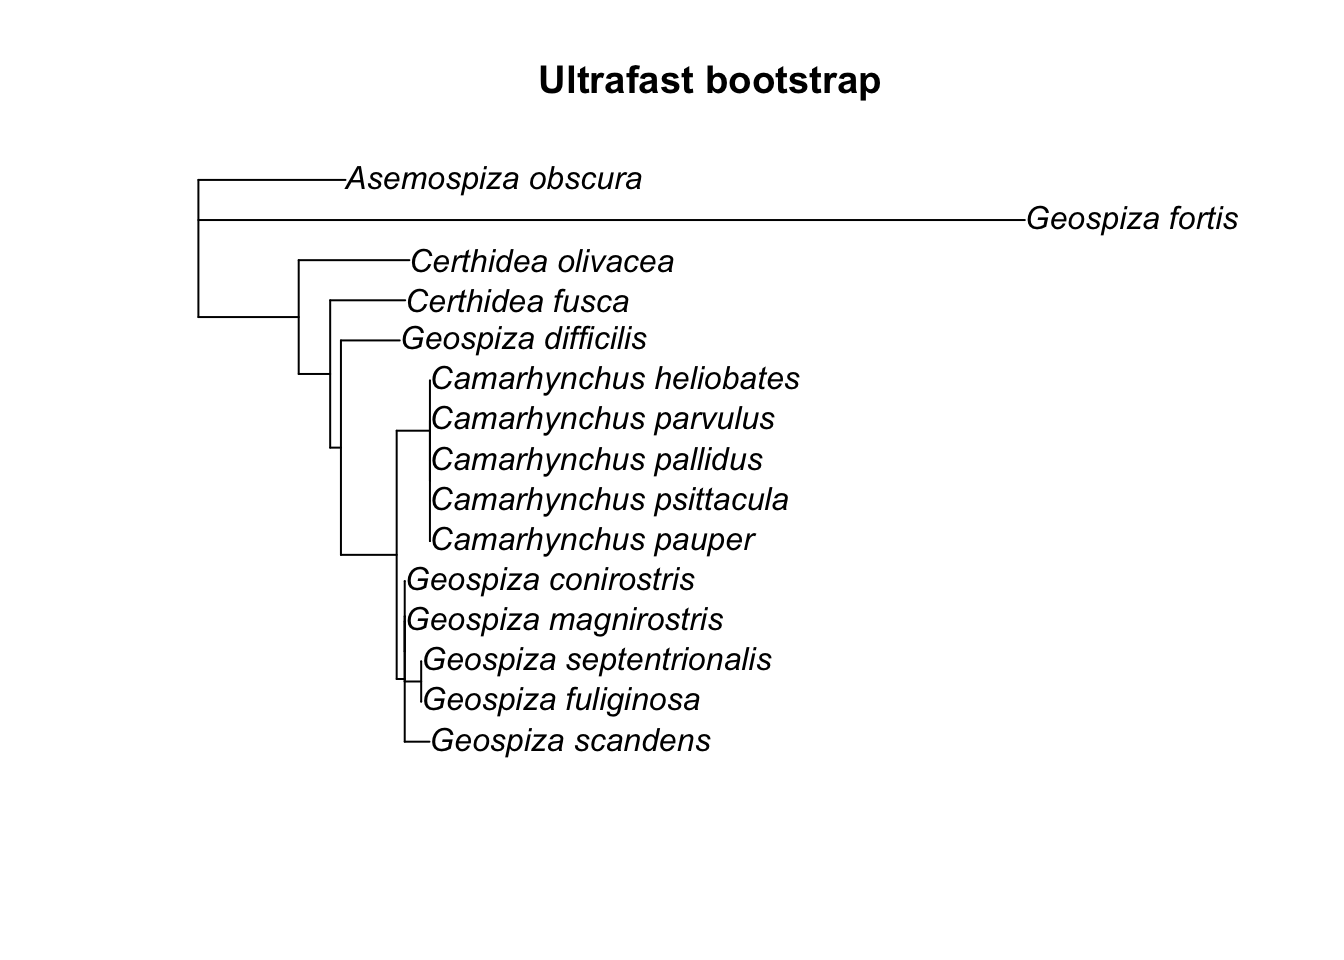 Ultrafast bootstrap
Asemospiza obscura
Geospiza fortis
Certhidea olivacea
Certhidea fusca
Geospiza difficilis
Camarhynchus heliobates
Camarhynchus parvulus
Camarhynchus pallidus
Camarhynchus psittacula
Camarhynchus pauper
Geospiza conirostris
Geospiza magnirostris
Geospiza septentrionalis
Geospiza fuliginosa
Geospiza scandens